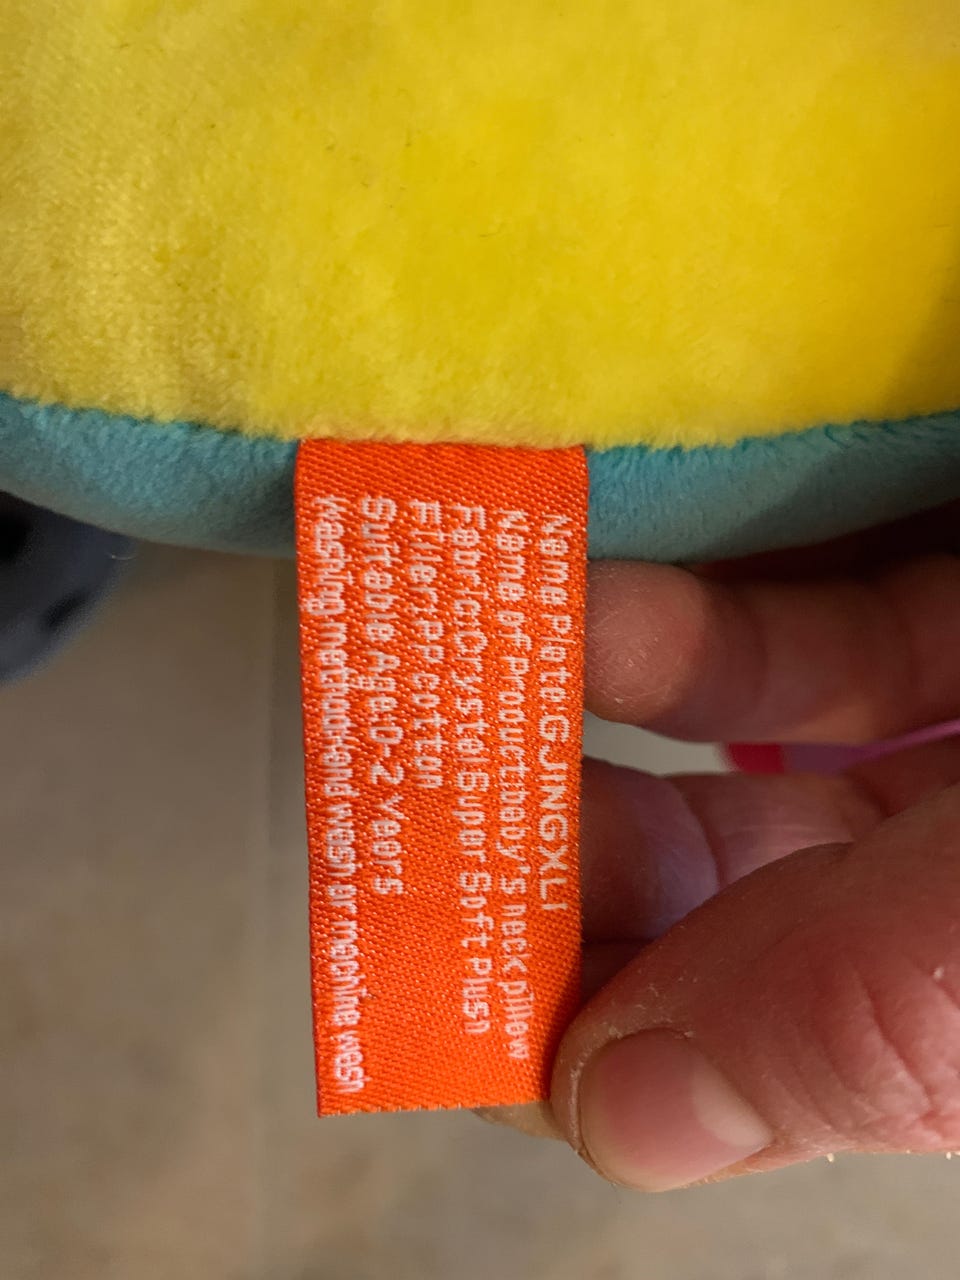 Name Plate:GJINGXLI
Name of Product:baby's neck pillow
Fabric:Crystal Super Soft Plush
Filler:PP cotton
Suitable Age:0-2 Years
Washing method:Hand wash or machine wash